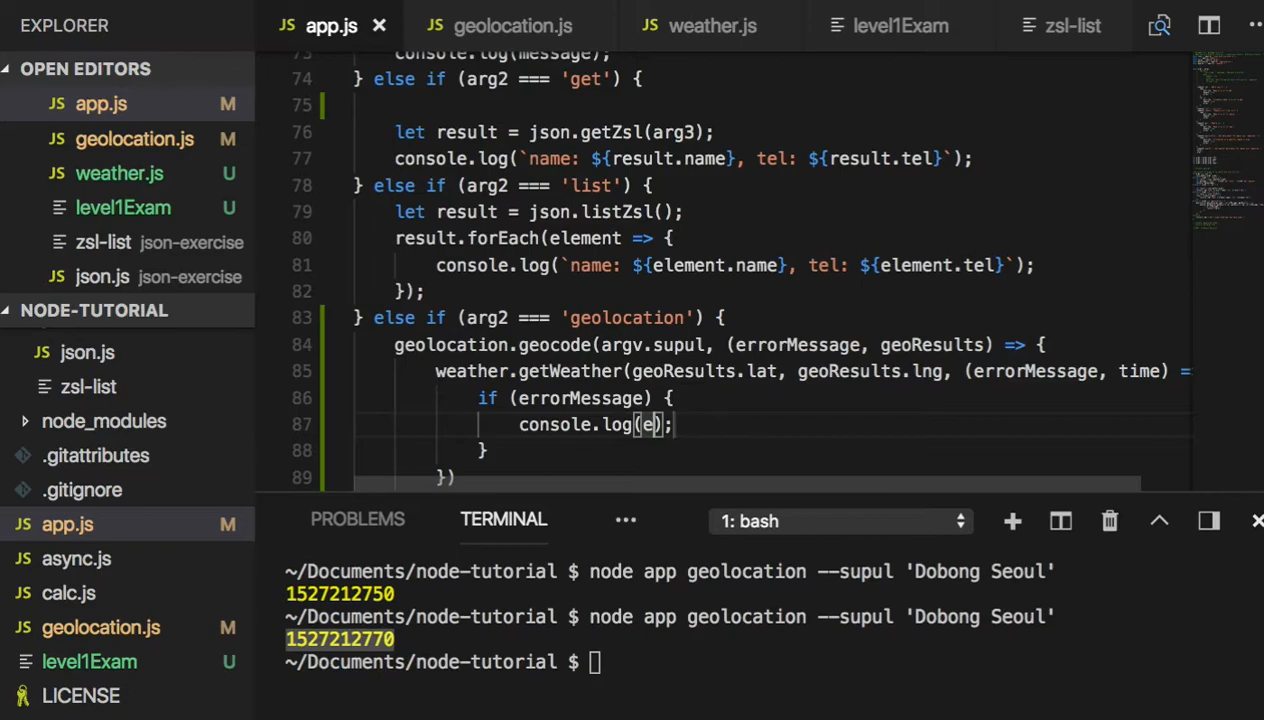 EXPLORER
OPEN EDITORS
JS app.js M
JS geolocation.js M
JS weather.js U
level1Exam U
zsl-list json-exercise
JS json.js json-exercise
NODE-TUTORIAL
JS json.js
zsl-list
node_modules
.gitattributes
.gitignore
JS app.js M
JS async.js
JS calc.js
JS geolocation.js M
level1Exam U
LICENSE
JS app.js × JS geolocation.js JS weather.js level1Exam zsl-list
73 console.log(message);
74 } else if (arg2 === 'get') {
75
76 let result = json.getZsl(arg3);
77 console.log(`name: ${result.name}, tel: ${result.tel}`);
78 } else if (arg2 === 'list') {
79 let result = json.listZsl();
80 result.forEach(element => {
81 console.log(`name: ${element.name}, tel: ${element.tel}`);
82 });
83 } else if (arg2 === 'geolocation') {
84 geolocation.geocode(argv.supul, (errorMessage, geoResults) => {
85 weather.getWeather(geoResults.lat, geoResults.lng, (errorMessage, time) =
86 if (errorMessage) {
87 console.log(e);
88 }
89 })
PROBLEMS TERMINAL ••• 1: bash
~/Documents/node-tutorial $ node app geolocation --supul 'Dobong Seoul'
1527212750
~/Documents/node-tutorial $ node app geolocation --supul 'Dobong Seoul'
1527212770
~/Documents/node-tutorial $